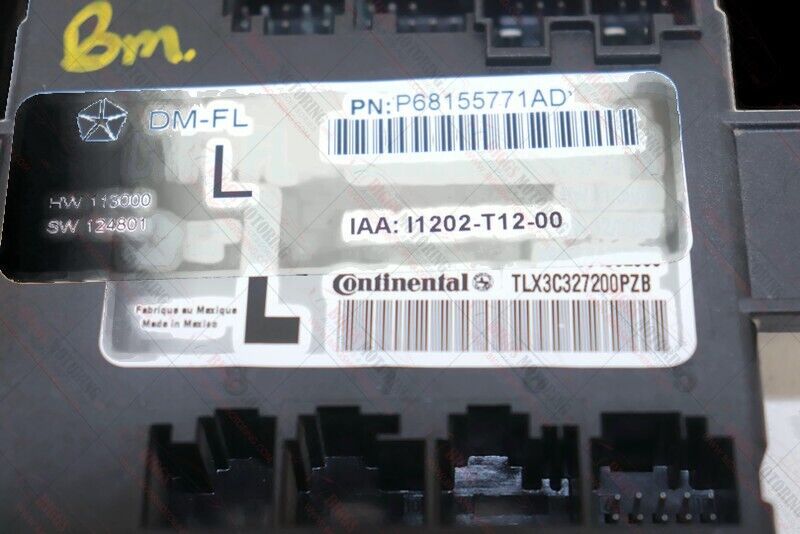 Bm.
DM-FL
PN:P68155771AD
L
HW 113000
SW 124801
IAA: I1202-T12-00
Continental
TLX3C327200PZB
Fabrique au Mexique
Made in Mexico
L